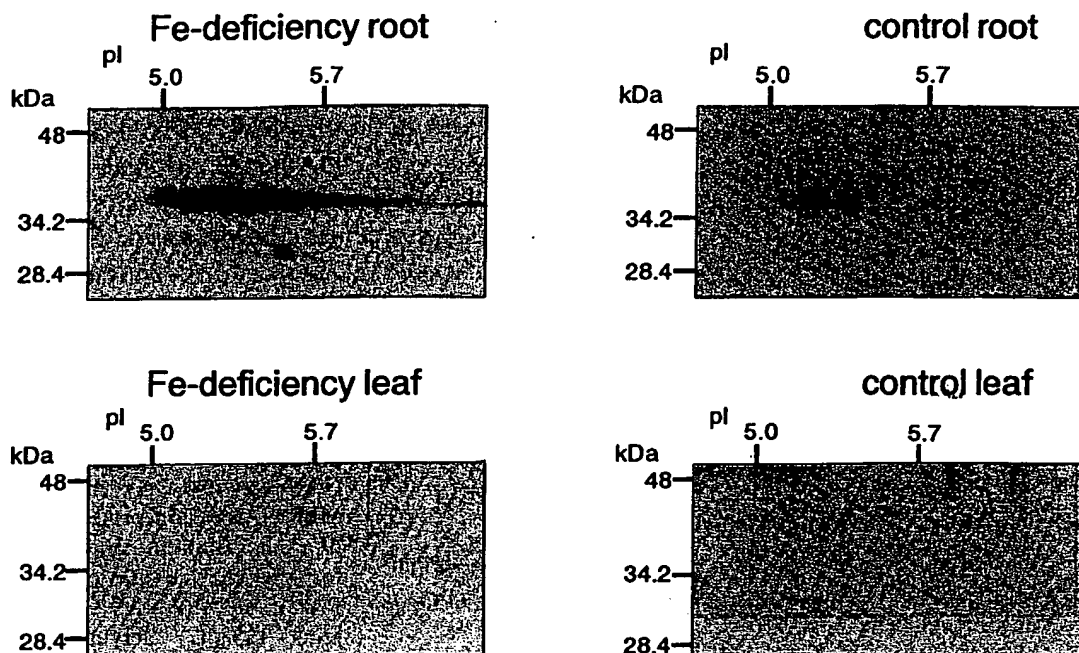 Fe-deficiency root
pI
5.0 5.7
kDa
48
34.2
28.4
control root
pI
5.0 5.7
kDa
48
34.2
28.4
Fe-deficiency leaf
pI
5.0 5.7
kDa
48
34.2
28.4
control leaf
pI
5.0 5.7
kDa
48
34.2
28.4